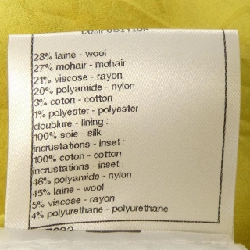 COMPOSITION
28% laine - wool
27% mohair - mohair
21% viscose - rayon
20% polyamide - nylon
3% coton - cotton
1% polyester - polyester
doublure - lining :
100% soie - silk
incrustations - inset :
100% coton - cotton
incrustations - inset :
46% polyamide - nylon
45% laine - wool
5% viscose - rayon
4% polyurethane - polyurethane